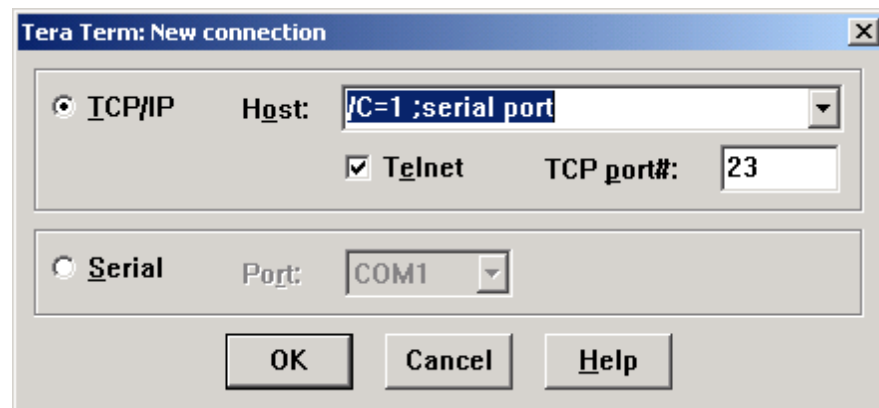 Tera Term: New connection
TCP/IP Host: /C=1 ;serial port
Telnet TCP port#: 23
Serial Port: COM1
OK Cancel Help